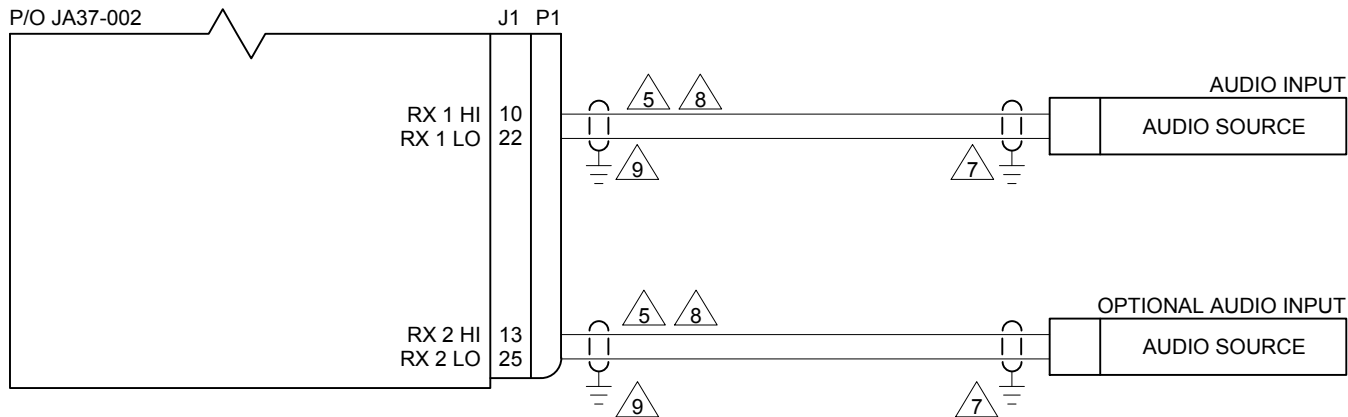 P/O JA37-002 J1 P1
AUDIO INPUT
5 8
RX 1 HI 10
AUDIO SOURCE
RX 1 LO 22
9 7
OPTIONAL AUDIO INPUT
5 8
RX 2 HI 13
AUDIO SOURCE
RX 2 LO 25
9 7